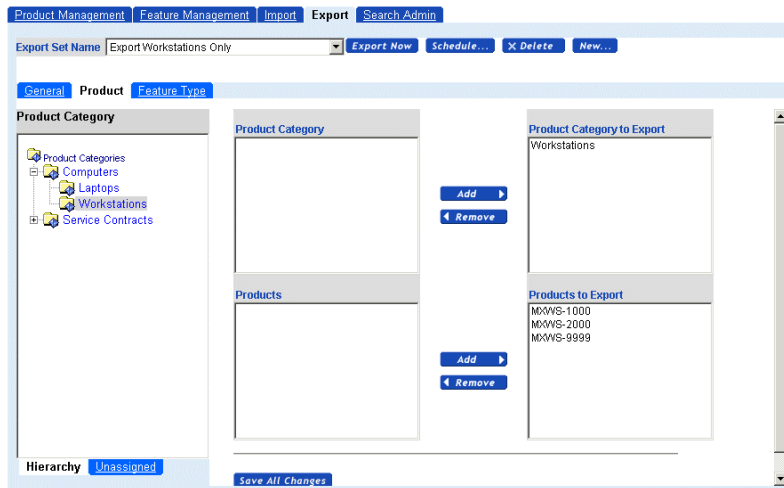 Product Management Feature Management Import Export Search Admin
Export Set Name Export Workstations Only Export Now Schedule... X Delete New...
General Product Feature Type
Product Category
Product Categories
Computers
Laptops
Workstations
Service Contracts
Hierarchy Unassigned
Product Category
Add
Remove
Product Category to Export
Workstations
Products
Add
Remove
Products to Export
MXWS-1000
MXWS-2000
MXWS-9999
Save All Changes